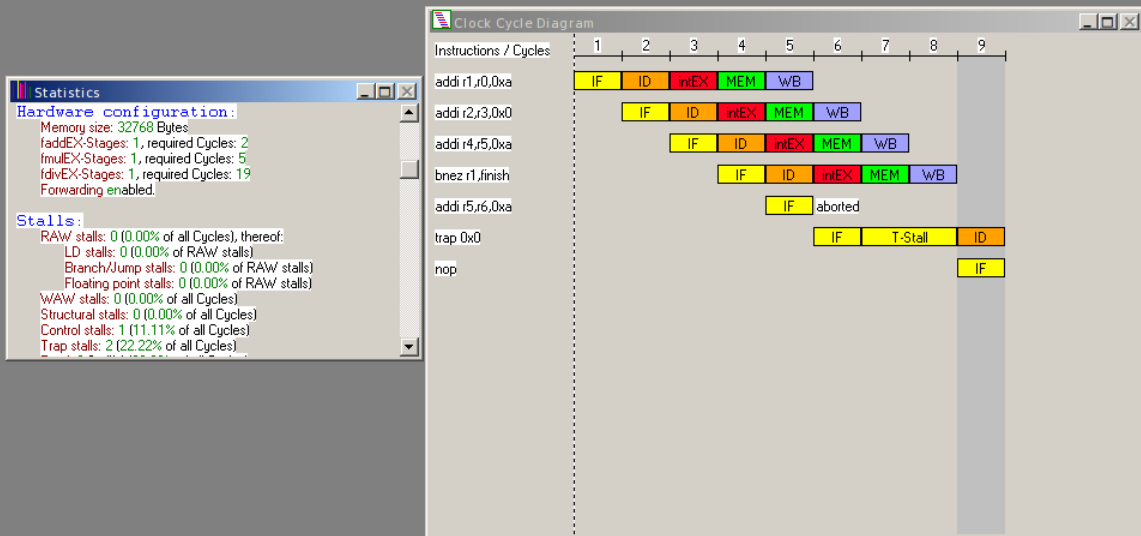 Statistics
Hardware configuration:
Memory size: 32768 Bytes
faddEX-Stages: 1, required Cycles: 2
fmulEX-Stages: 1, required Cycles: 5
fdivEX-Stages: 1, required Cycles: 19
Forwarding enabled.
Stalls:
RAW stalls: 0 (0.00% of all Cycles), thereof:
LD stalls: 0 (0.00% of RAW stalls)
Branch/Jump stalls: 0 (0.00% of RAW stalls)
Floating point stalls: 0 (0.00% of RAW stalls)
WAW stalls: 0 (0.00% of all Cycles)
Structural stalls: 0 (0.00% of all Cycles)
Control stalls: 1 (11.11% of all Cycles)
Trap stalls: 2 (22.22% of all Cycles)
Clock Cycle Diagram
Instructions / Cycles 1 2 3 4 5 6 7 8 9
addi r1,r0,0xa IF ID intEX MEM WB
addi r2,r3,0x0 IF ID intEX MEM WB
addi r4,r5,0xa IF ID intEX MEM WB
bnez r1,finish IF ID intEX MEM WB
addi r5,r6,0xa IF aborted
trap 0x0 IF T-Stall ID
nop IF